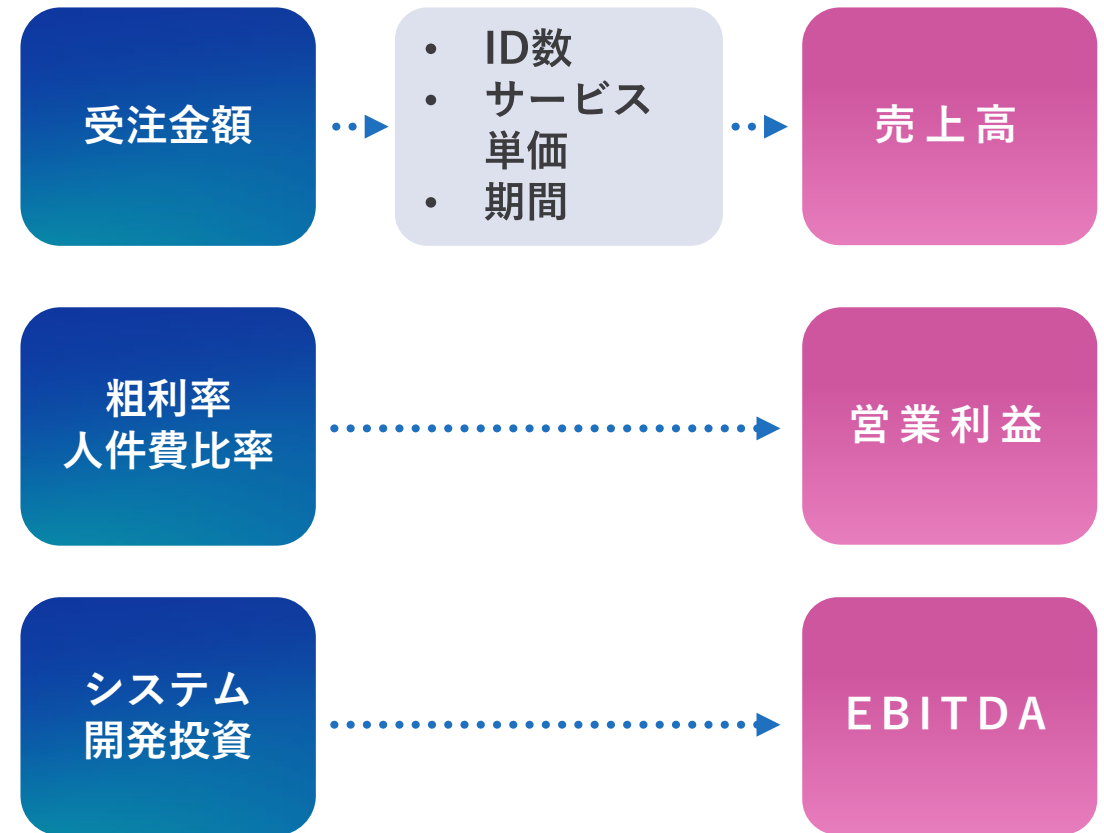 受注金額
• ID数
• サービス
単価
• 期間
売上高
粗利率
人件費比率
営業利益
システム
開発投資
EBITDA